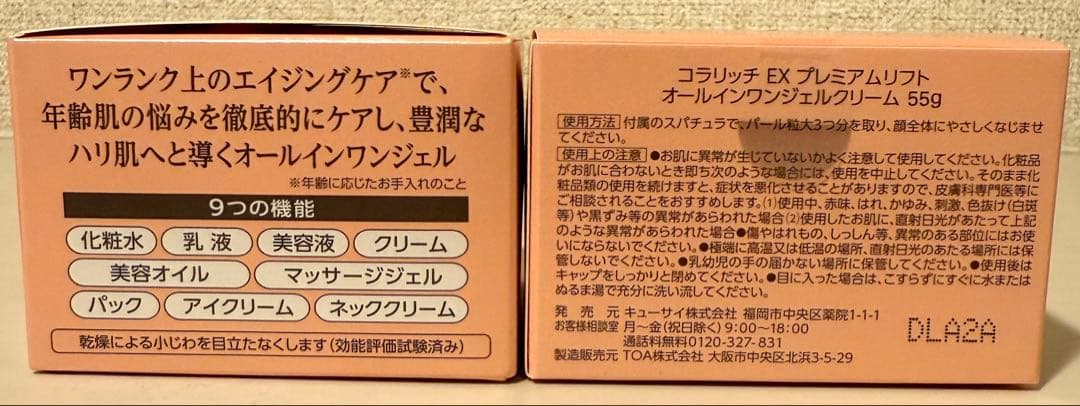 ワンランク上のエイジングケア※で、
年齢肌の悩みを徹底的にケアし、豊潤な
ハリ肌へと導くオールインワンジェル
※年齢に応じたお手入れのこと
9つの機能
化粧水 乳液 美容液 クリーム
美容オイル マッサージジェル
パック アイクリーム ネッククリーム
乾燥による小じわを目立たなくします(効能評価試験済み)
コラリッチ EX プレミアムリフト
オールインワンジェルクリーム 55g
使用方法 付属のスパチュラで、パール粒大3つ分を取り、顔全体にやさしくなじませ
てください。
使用上の注意 ●お肌に異常が生じていないかよく注意して使用してください。化粧品
がお肌に合わないとき即ち次のような場合には、使用を中止してください。そのまま化
粧品類の使用を続けますと、症状を悪化させることがありますので、皮膚科専門医等に
ご相談されることをおすすめします。(1)使用中、赤味、はれ、かゆみ、刺激、色抜け(白斑
等)や黒ずみ等の異常があらわれた場合(2)使用したお肌に、直射日光があたって上記
のような異常があらわれた場合●傷やはれもの、しっしん等、異常のある部位にはお使
いにならないでください。●極端に高温又は低温の場所、直射日光のあたる場所には保
管しないでください。●乳幼児の手の届かない場所に保管してください。●使用後は
キャップをしっかりと閉めてください。●目に入った場合は、こすらずにすぐに水または
ぬるま湯で充分に洗い流してください。
発売元 キューサイ株式会社 福岡市中央区薬院1-1-1
お客様相談室 月〜金(祝日除く) 9:00〜18:00
通話料無料0120-327-831
製造販売元 TOA株式会社 大阪市中央区北浜3-5-29
DLA2A